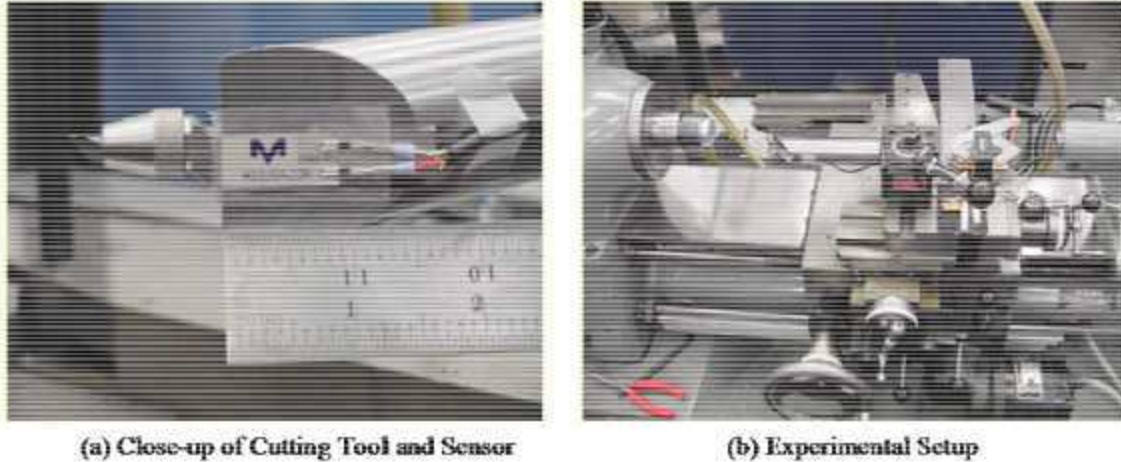 M
11 01
1 2
(a) Close-up of Cutting Tool and Sensor
(b) Experimental Setup